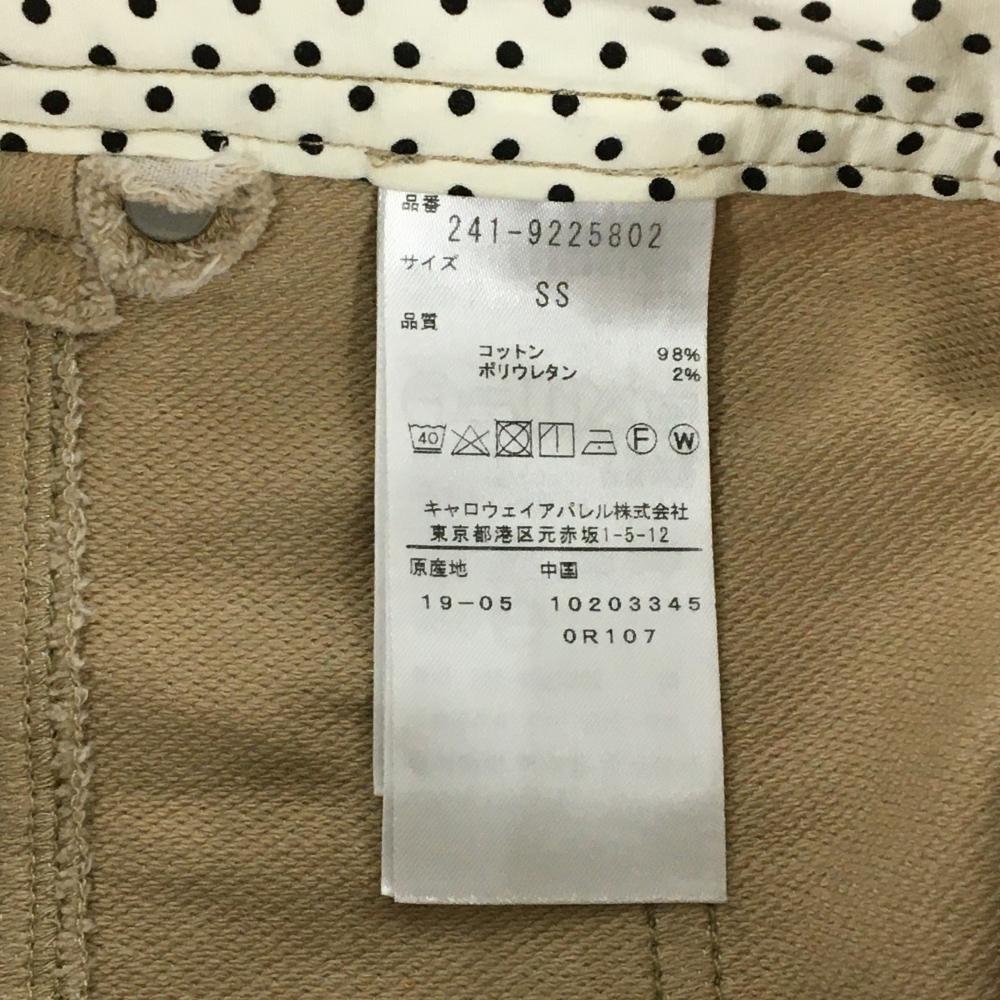 品番
241-9225802
サイズ
SS
品質
コットン 98%
ポリウレタン 2%
40 F W
キャロウェイアパレル株式会社
東京都港区元赤坂1-5-12
原産地 中国
19-05 10203345
0R107